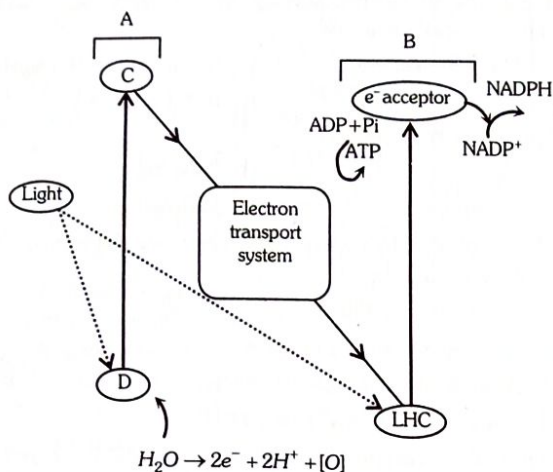 A
B
C
e⁻ acceptor
NADPH
ADP+Pi
ATP
NADP⁺
Light
Electron
transport
system
D
LHC
H₂O → 2e⁻ + 2H⁺ + [O]